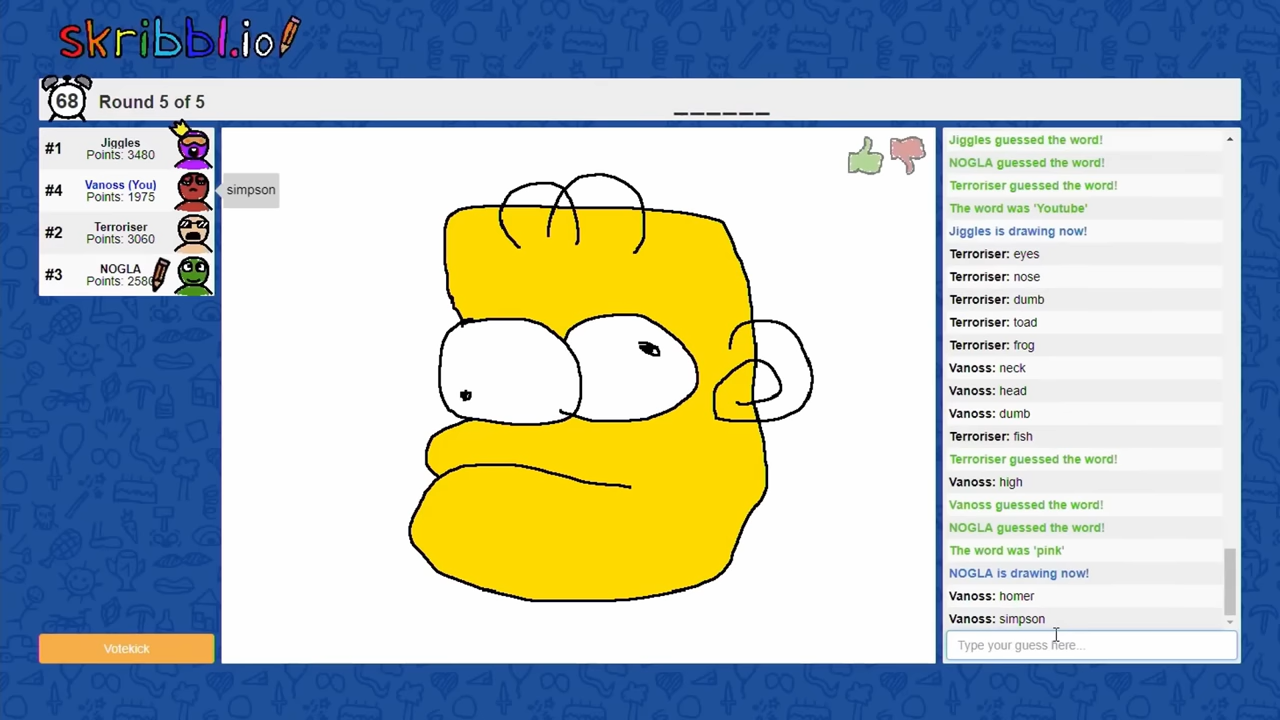 skribbl.io
68
Round 5 of 5
______
#1
Jiggles
Points: 3480
#4
Vanoss (You)
Points: 1975
simpson
#2
Terroriser
Points: 3060
#3
NOGLA
Points: 2580
Votekick
Jiggles guessed the word!
NOGLA guessed the word!
Terroriser guessed the word!
The word was 'Youtube'
Jiggles is drawing now!
Terroriser: eyes
Terroriser: nose
Terroriser: dumb
Terroriser: toad
Terroriser: frog
Vanoss: neck
Vanoss: head
Vanoss: dumb
Terroriser: fish
Terroriser guessed the word!
Vanoss: high
Vanoss guessed the word!
NOGLA guessed the word!
The word was 'pink'
NOGLA is drawing now!
Vanoss: homer
Vanoss: simpson
Type your guess here...